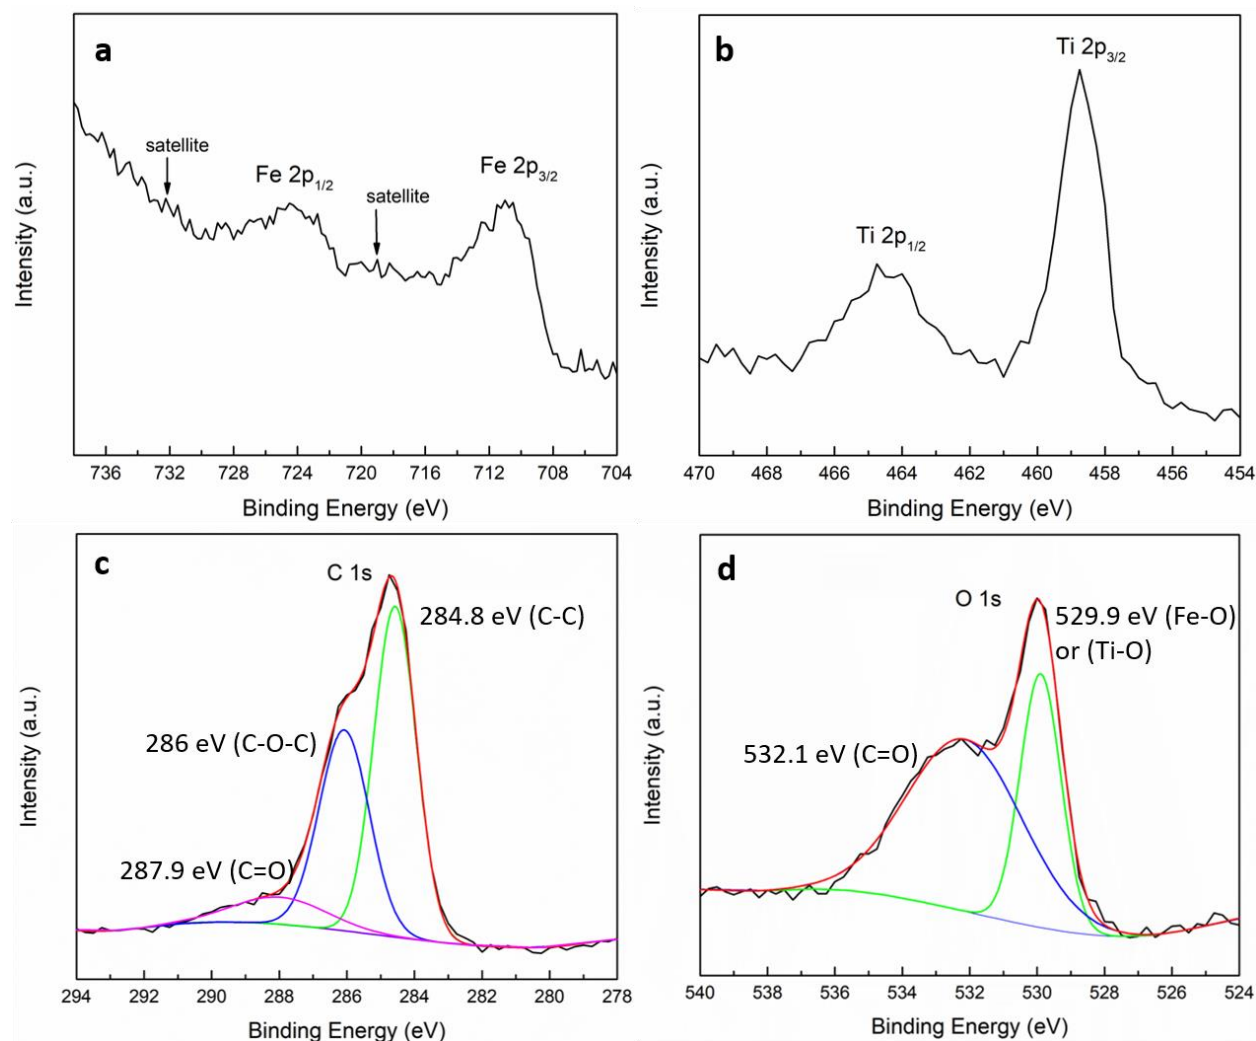 a
satellite
Fe 2p1/2
satellite
Fe 2p3/2
Intensity (a.u.)
736 732 728 724 720 716 712 708 704
Binding Energy (eV)
b
Ti 2p3/2
Ti 2p1/2
Intensity (a.u.)
470 468 466 464 462 460 458 456 454
Binding Energy (eV)
c
C 1s
284.8 eV (C-C)
286 eV (C-O-C)
287.9 eV (C=O)
Intensity (a.u.)
294 292 290 288 286 284 282 280 278
Binding Energy (eV)
d
O 1s
529.9 eV (Fe-O)
or (Ti-O)
532.1 eV (C=O)
Intensity (a.u.)
540 538 536 534 532 530 528 526 524
Binding Energy (eV)